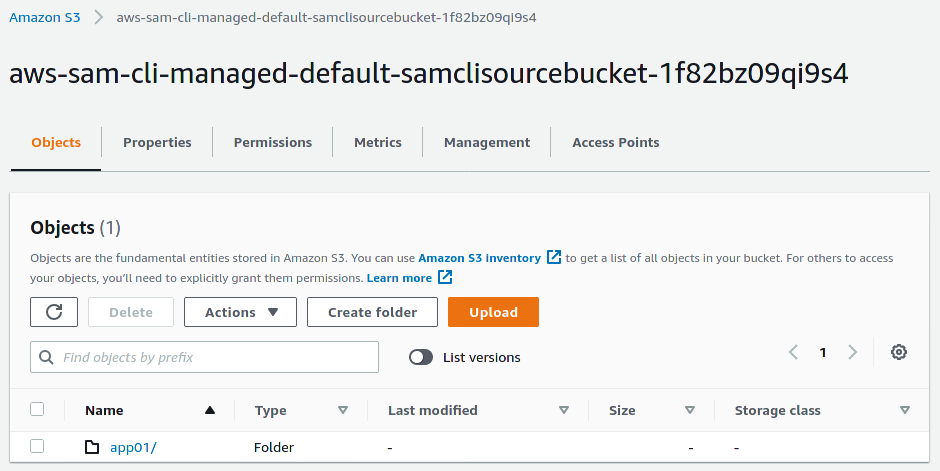 Amazon S3 > aws-sam-cli-managed-default-samclisourcebucket-1f82bz09qi9s4
aws-sam-cli-managed-default-samclisourcebucket-1f82bz09qi9s4
Objects Properties Permissions Metrics Management Access Points
Objects (1)
Objects are the fundamental entities stored in Amazon S3. You can use Amazon S3 inventory to get a list of all objects in your bucket. For others to access
your objects, you'll need to explicitly grant them permissions. Learn more
Delete Actions Create folder Upload
Find objects by prefix List versions 1
Name Type Last modified Size Storage class
app01/ Folder - - -